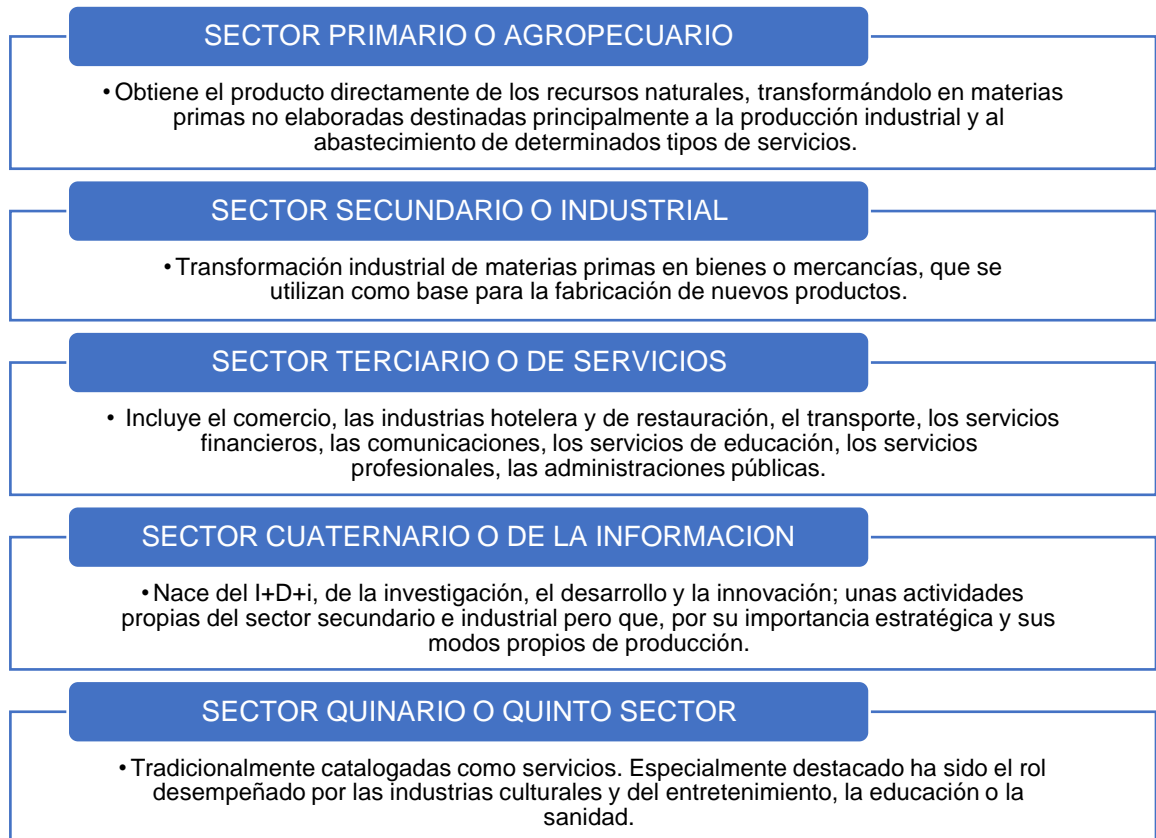 SECTOR PRIMARIO O AGROPECUARIO
• Obtiene el producto directamente de los recursos naturales, transformándolo en materias
primas no elaboradas destinadas principalmente a la producción industrial y al
abastecimiento de determinados tipos de servicios.
SECTOR SECUNDARIO O INDUSTRIAL
• Transformación industrial de materias primas en bienes o mercancías, que se
utilizan como base para la fabricación de nuevos productos.
SECTOR TERCIARIO O DE SERVICIOS
• Incluye el comercio, las industrias hotelera y de restauración, el transporte, los servicios
financieros, las comunicaciones, los servicios de educación, los servicios
profesionales, las administraciones públicas.
SECTOR CUATERNARIO O DE LA INFORMACION
• Nace del I+D+i, de la investigación, el desarrollo y la innovación; unas actividades
propias del sector secundario e industrial pero que, por su importancia estratégica y sus
modos propios de producción.
SECTOR QUINARIO O QUINTO SECTOR
• Tradicionalmente catalogadas como servicios. Especialmente destacado ha sido el rol
desempeñado por las industrias culturales y del entretenimiento, la educación o la
sanidad.